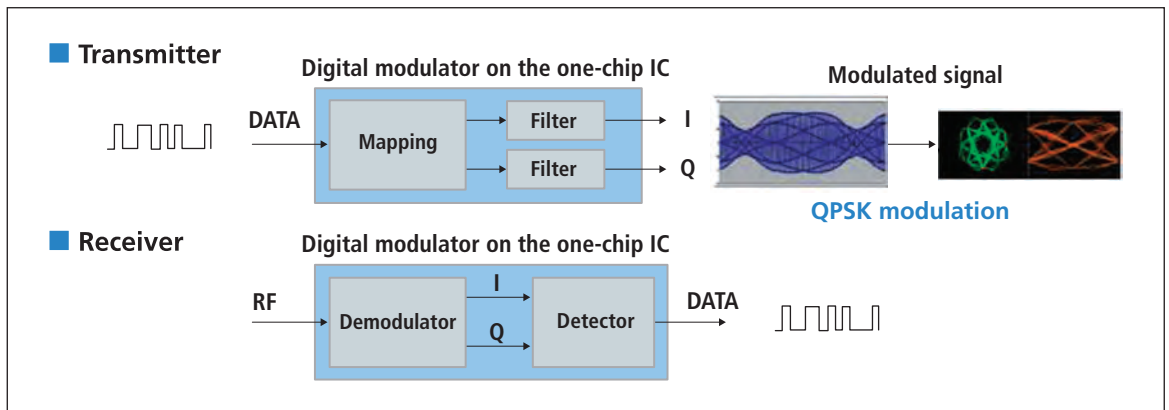 Transmitter
Digital modulator on the one-chip IC
Modulated signal
DATA
Mapping
Filter
I
Filter
Q
QPSK modulation
Receiver
Digital modulator on the one-chip IC
RF
Demodulator
I
Q
Detector
DATA